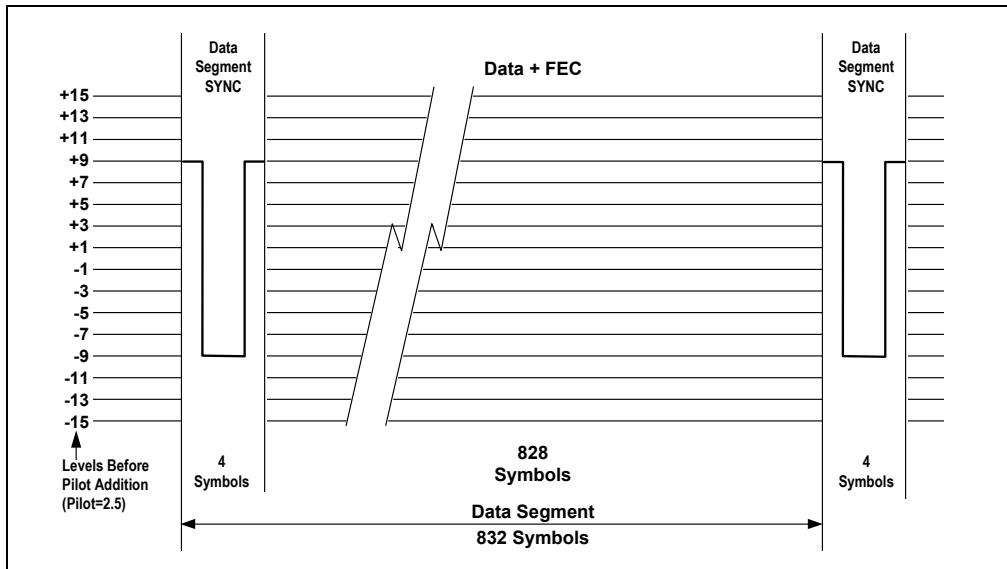 Data
Segment
SYNC
Data + FEC
Data
Segment
SYNC
+15
+13
+11
+9
+7
+5
+3
+1
-1
-3
-5
-7
-9
-11
-13
-15
Levels Before
Pilot Addition
(Pilot=2.5)
4
Symbols
828
Symbols
4
Symbols
Data Segment
832 Symbols